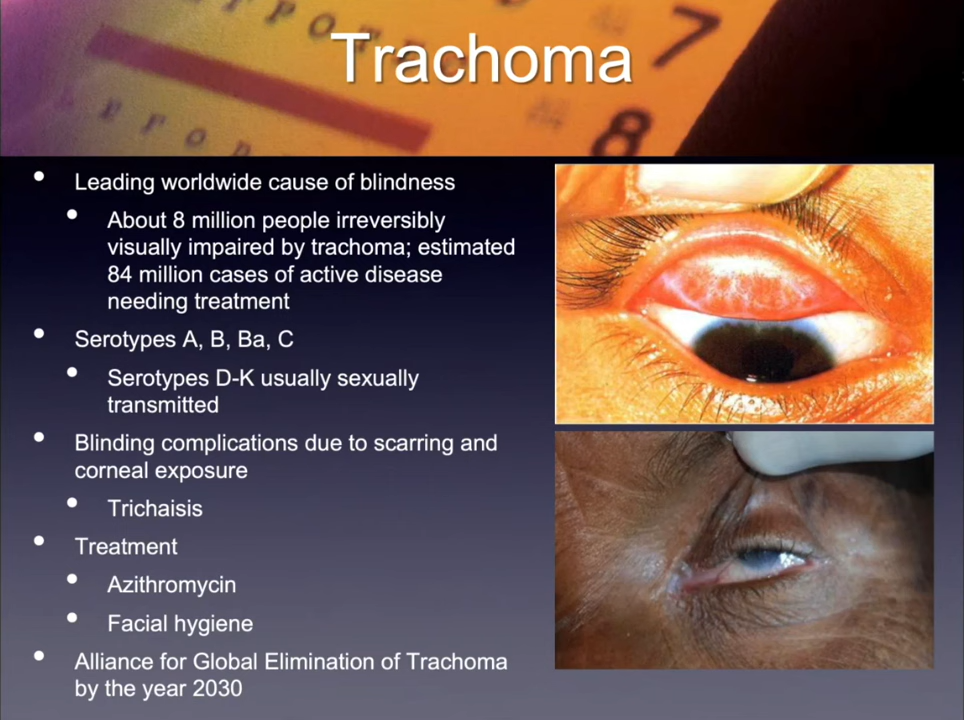 Trachoma
7
8
• Leading worldwide cause of blindness
• About 8 million people irreversibly
visually impaired by trachoma; estimated
84 million cases of active disease
needing treatment
• Serotypes A, B, Ba, C
• Serotypes D-K usually sexually
transmitted
• Blinding complications due to scarring and
corneal exposure
• Trichaisis
• Treatment
• Azithromycin
• Facial hygiene
• Alliance for Global Elimination of Trachoma
by the year 2030